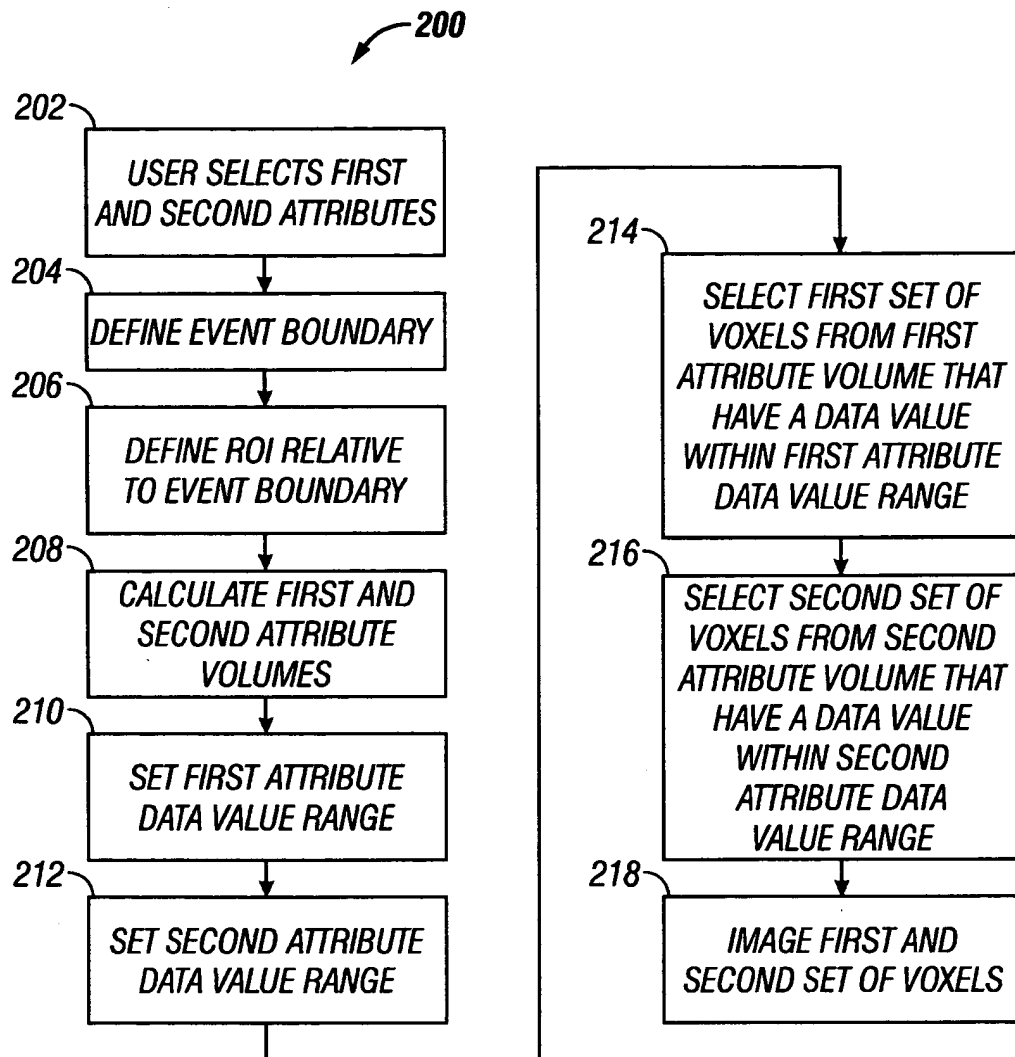 200
202
USER SELECTS FIRST
AND SECOND ATTRIBUTES
204
DEFINE EVENT BOUNDARY
206
DEFINE ROI RELATIVE
TO EVENT BOUNDARY
208
CALCULATE FIRST AND
SECOND ATTRIBUTE
VOLUMES
210
SET FIRST ATTRIBUTE
DATA VALUE RANGE
212
SET SECOND ATTRIBUTE
DATA VALUE RANGE
214
SELECT FIRST SET OF
VOXELS FROM FIRST
ATTRIBUTE VOLUME THAT
HAVE A DATA VALUE
WITHIN FIRST ATTRIBUTE
DATA VALUE RANGE
216
SELECT SECOND SET OF
VOXELS FROM SECOND
ATTRIBUTE VOLUME THAT
HAVE A DATA VALUE
WITHIN SECOND
ATTRIBUTE DATA
VALUE RANGE
218
IMAGE FIRST AND
SECOND SET OF VOXELS